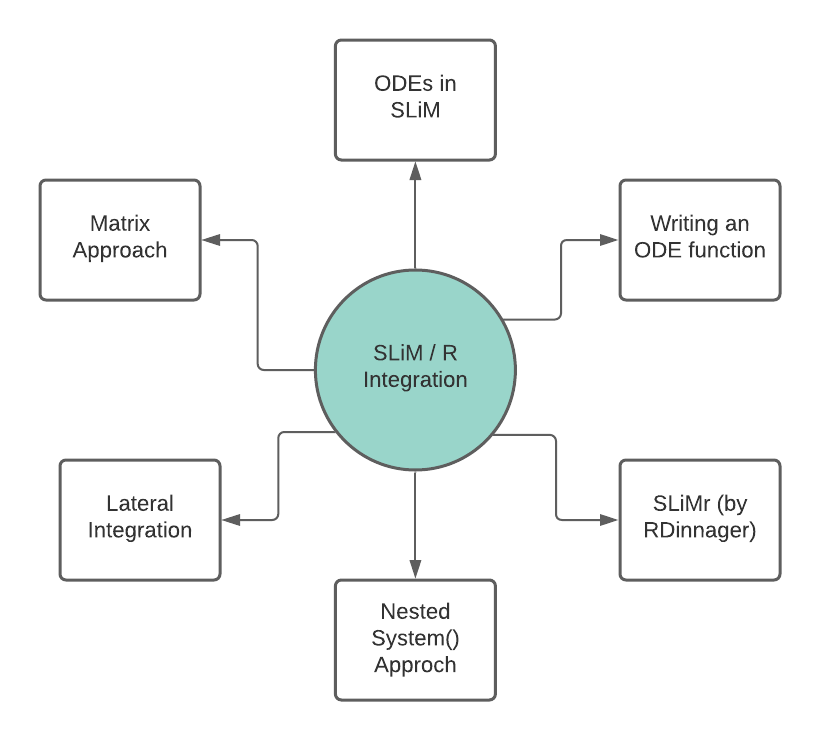 ODEs in
SLiM
Matrix
Approach
Writing an
ODE function
SLiM / R
Integration
Lateral
Integration
SLiMr (by
RDinnager)
Nested
System()
Approch